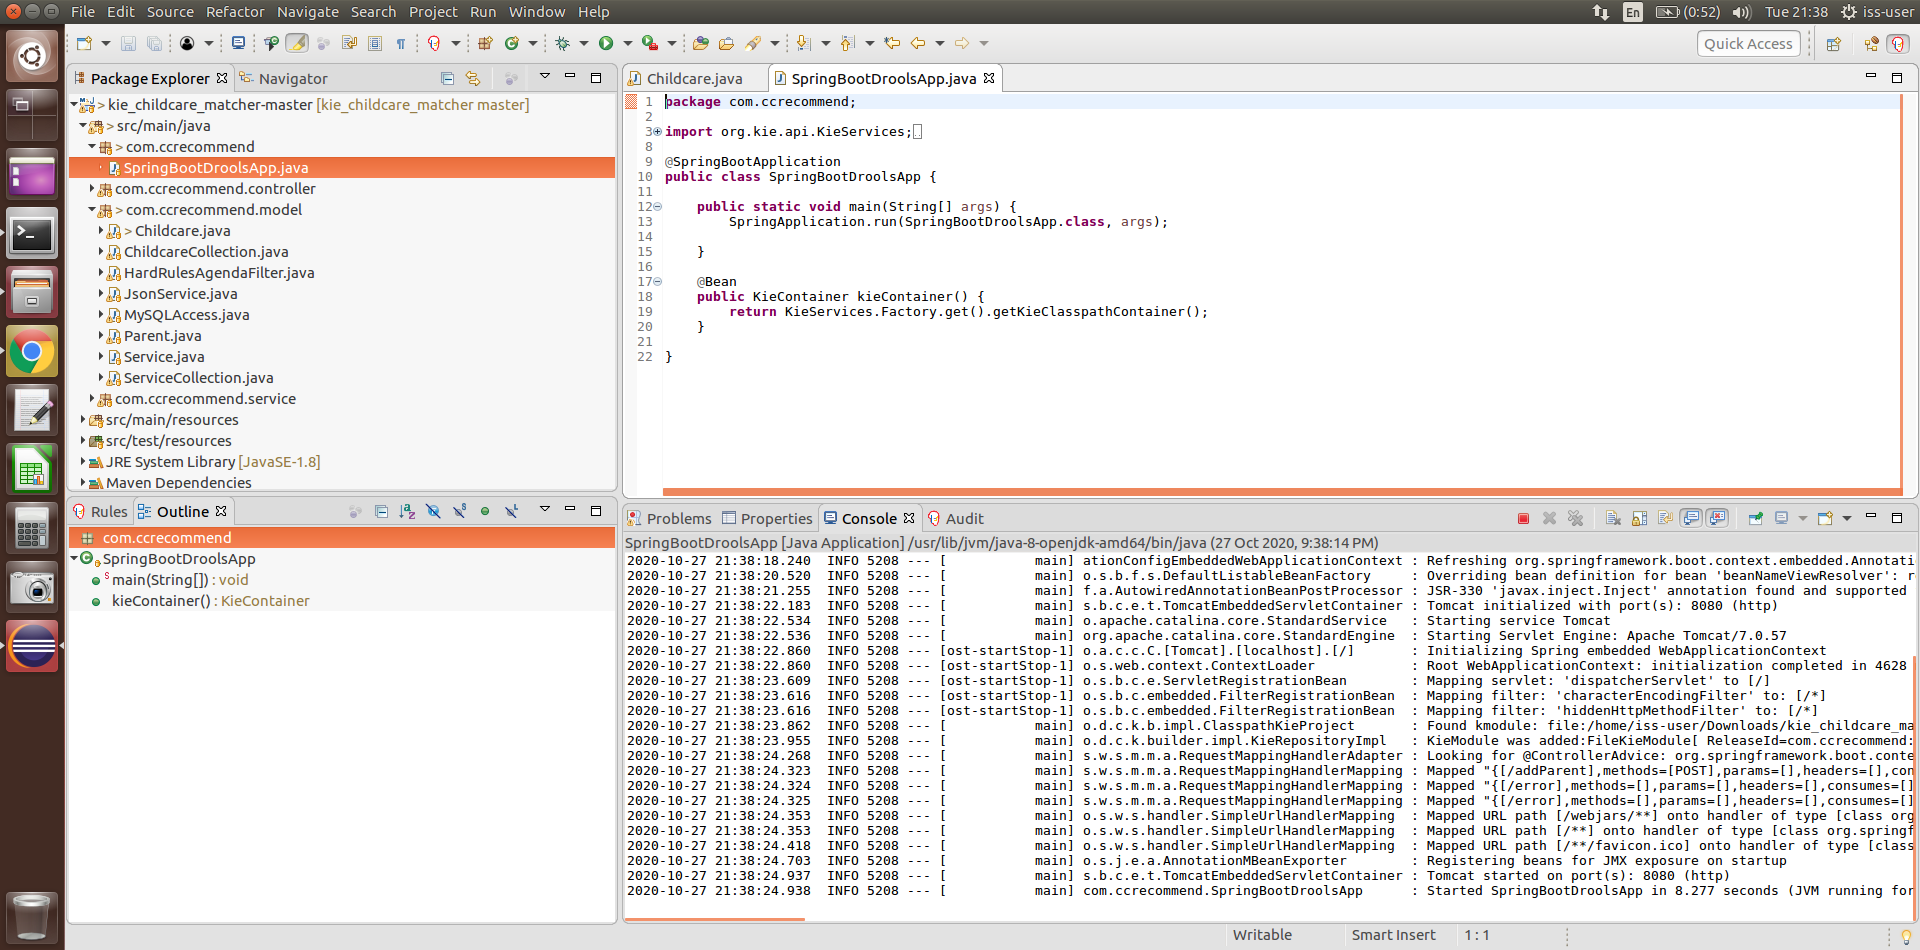 File Edit Source Refactor Navigate Search Project Run Window Help
En (0:52) Tue 21:38 iss-user
Quick Access
Package Explorer Navigator
> kie_childcare_matcher-master [kie_childcare_matcher master]
> src/main/java
> com.ccrecommend
SpringBootDroolsApp.java
com.ccrecommend.controller
> com.ccrecommend.model
> Childcare.java
ChildcareCollection.java
HardRulesAgendaFilter.java
JsonService.java
MySQLAccess.java
Parent.java
Service.java
ServiceCollection.java
com.ccrecommend.service
src/main/resources
src/test/resources
JRE System Library [JavaSE-1.8]
Maven Dependencies
Rules Outline
com.ccrecommend
SpringBootDroolsApp
main(String[]) : void
kieContainer() : KieContainer
Childcare.java SpringBootDroolsApp.java
1 package com.ccrecommend;
2
3 import org.kie.api.KieServices;
8
9 @SpringBootApplication
10 public class SpringBootDroolsApp {
11
12 public static void main(String[] args) {
13 SpringApplication.run(SpringBootDroolsApp.class, args);
14
15 }
16
17 @Bean
18 public KieContainer kieContainer() {
19 return KieServices.Factory.get().getKieClasspathContainer();
20 }
21
22 }
Problems Properties Console Audit
SpringBootDroolsApp [Java Application] /usr/lib/jvm/java-8-openjdk-amd64/bin/java (27 Oct 2020, 9:38:14 PM)
2020-10-27 21:38:18.240 INFO 5208 --- [ main] ationConfigEmbeddedWebApplicationContext : Refreshing org.springframework.boot.context.embedded.Annotati
2020-10-27 21:38:20.520 INFO 5208 --- [ main] o.s.b.f.s.DefaultListableBeanFactory : Overriding bean definition for bean 'beanNameViewResolver': r
2020-10-27 21:38:21.255 INFO 5208 --- [ main] f.a.AutowiredAnnotationBeanPostProcessor : JSR-330 'javax.inject.Inject' annotation found and supported
2020-10-27 21:38:22.183 INFO 5208 --- [ main] s.b.c.e.t.TomcatEmbeddedServletContainer : Tomcat initialized with port(s): 8080 (http)
2020-10-27 21:38:22.534 INFO 5208 --- [ main] o.apache.catalina.core.StandardService : Starting service Tomcat
2020-10-27 21:38:22.536 INFO 5208 --- [ main] org.apache.catalina.core.StandardEngine : Starting Servlet Engine: Apache Tomcat/7.0.57
2020-10-27 21:38:22.860 INFO 5208 --- [ost-startStop-1] o.a.c.c.C.[Tomcat].[localhost].[/] : Initializing Spring embedded WebApplicationContext
2020-10-27 21:38:22.860 INFO 5208 --- [ost-startStop-1] o.s.web.context.ContextLoader : Root WebApplicationContext: initialization completed in 4628
2020-10-27 21:38:23.609 INFO 5208 --- [ost-startStop-1] o.s.b.c.e.ServletRegistrationBean : Mapping servlet: 'dispatcherServlet' to [/]
2020-10-27 21:38:23.616 INFO 5208 --- [ost-startStop-1] o.s.b.c.embedded.FilterRegistrationBean : Mapping filter: 'characterEncodingFilter' to: [/*]
2020-10-27 21:38:23.616 INFO 5208 --- [ost-startStop-1] o.s.b.c.embedded.FilterRegistrationBean : Mapping filter: 'hiddenHttpMethodFilter' to: [/*]
2020-10-27 21:38:23.862 INFO 5208 --- [ main] o.d.c.k.b.impl.ClasspathKieProject : Found kmodule: file:/home/iss-user/Downloads/kie_childcare_ma
2020-10-27 21:38:23.955 INFO 5208 --- [ main] o.d.c.k.builder.impl.KieRepositoryImpl : KieModule was added:FileKieModule[ ReleaseId=com.ccrecommend:
2020-10-27 21:38:24.268 INFO 5208 --- [ main] s.w.s.m.m.a.RequestMappingHandlerAdapter : Looking for @ControllerAdvice: org.springframework.boot.conte
2020-10-27 21:38:24.323 INFO 5208 --- [ main] s.w.s.m.m.a.RequestMappingHandlerMapping : Mapped "{[/addParent],methods=[POST],params=[],headers=[],con
2020-10-27 21:38:24.324 INFO 5208 --- [ main] s.w.s.m.m.a.RequestMappingHandlerMapping : Mapped "{[/error],methods=[],params=[],headers=[],consumes=[]
2020-10-27 21:38:24.325 INFO 5208 --- [ main] s.w.s.m.m.a.RequestMappingHandlerMapping : Mapped "{[/error],methods=[],params=[],headers=[],consumes=[]
2020-10-27 21:38:24.353 INFO 5208 --- [ main] o.s.w.s.handler.SimpleUrlHandlerMapping : Mapped URL path [/webjars/**] onto handler of type [class org
2020-10-27 21:38:24.353 INFO 5208 --- [ main] o.s.w.s.handler.SimpleUrlHandlerMapping : Mapped URL path [/**] onto handler of type [class org.springf
2020-10-27 21:38:24.418 INFO 5208 --- [ main] o.s.w.s.handler.SimpleUrlHandlerMapping : Mapped URL path [/**/favicon.ico] onto handler of type [class
2020-10-27 21:38:24.703 INFO 5208 --- [ main] o.s.j.e.a.AnnotationMBeanExporter : Registering beans for JMX exposure on startup
2020-10-27 21:38:24.937 INFO 5208 --- [ main] s.b.c.e.t.TomcatEmbeddedServletContainer : Tomcat started on port(s): 8080 (http)
2020-10-27 21:38:24.938 INFO 5208 --- [ main] com.ccrecommend.SpringBootDroolsApp : Started SpringBootDroolsApp in 8.277 seconds (JVM running for
Writable Smart Insert 1 : 1